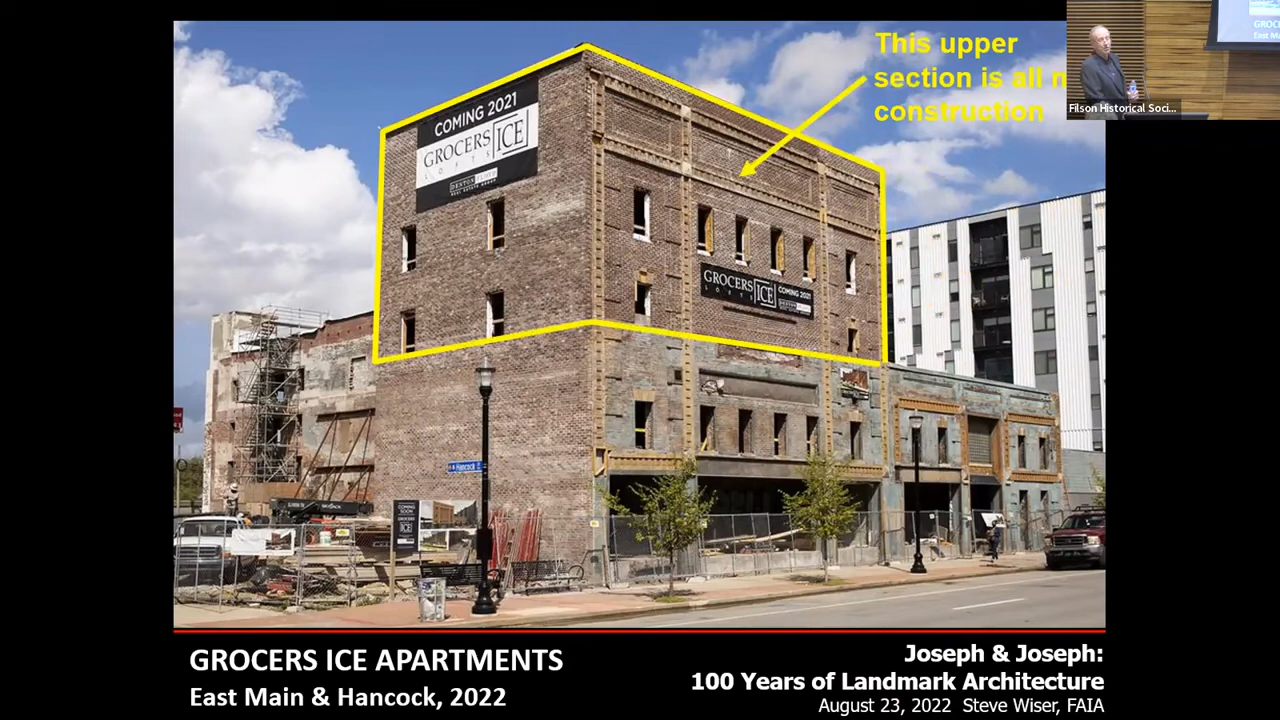 This upper
section is all
construction
Filson Historical Soci...
COMING 2021
GROCERS ICE
LOFTS
GROCERS ICE COMING 2021
LOFTS
Hancock
GROCERS ICE APARTMENTS
East Main & Hancock, 2022
Joseph & Joseph:
100 Years of Landmark Architecture
August 23, 2022 Steve Wiser, FAIA